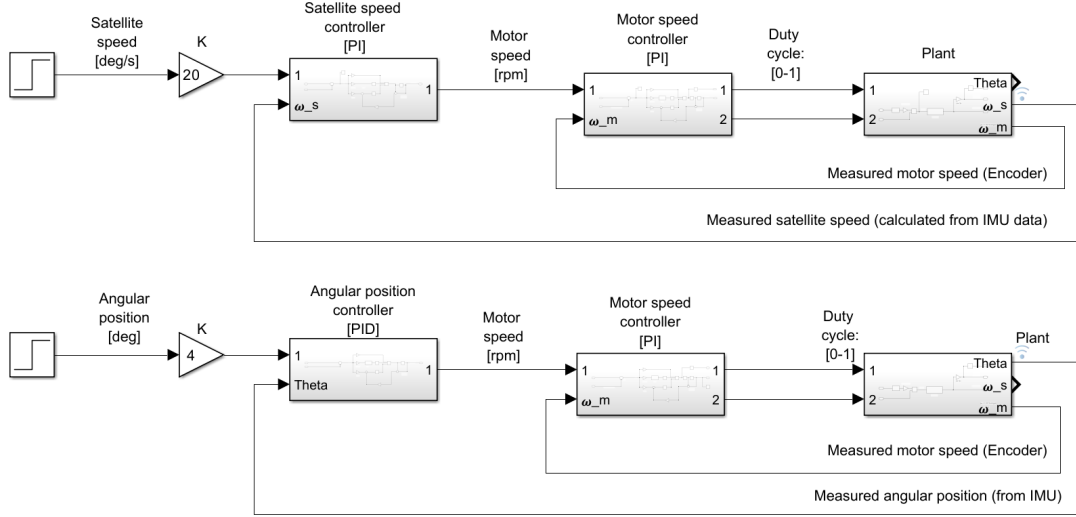 Satellite
speed
[deg/s]
K
20
Satellite speed
controller
[PI]
1
ω_s
1
Motor
speed
[rpm]
Motor speed
controller
[PI]
1
ω_m
1
2
Duty
cycle:
[0-1]
Plant
1
2
Theta
ω_s
ω_m
Measured motor speed (Encoder)
Measured satellite speed (calculated from IMU data)
Angular
position
[deg]
K
4
Angular position
controller
[PID]
1
Theta
1
Motor
speed
[rpm]
Motor speed
controller
[PI]
1
ω_m
1
2
Duty
cycle:
[0-1]
Plant
1
2
Theta
ω_s
ω_m
Measured motor speed (Encoder)
Measured angular position (from IMU)